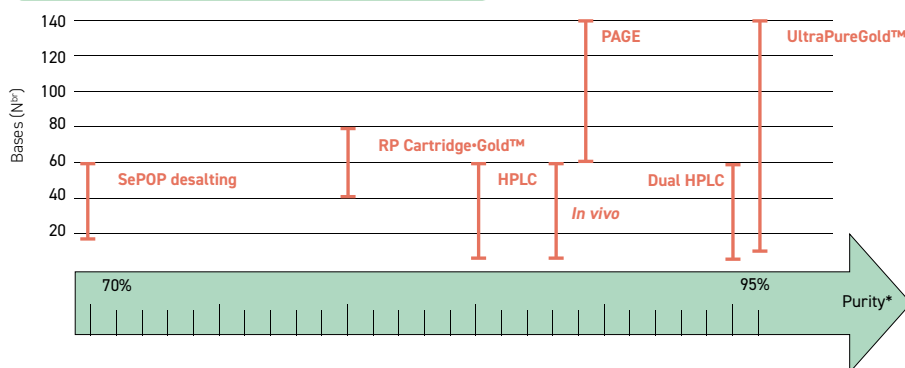 140
PAGE
UltraPureGold™
120
100
Bases (Nbr)
80
RP Cartridge•Gold™
60
SePOP desalting
HPLC
Dual HPLC
40
In vivo
20
70%
95%
Purity*